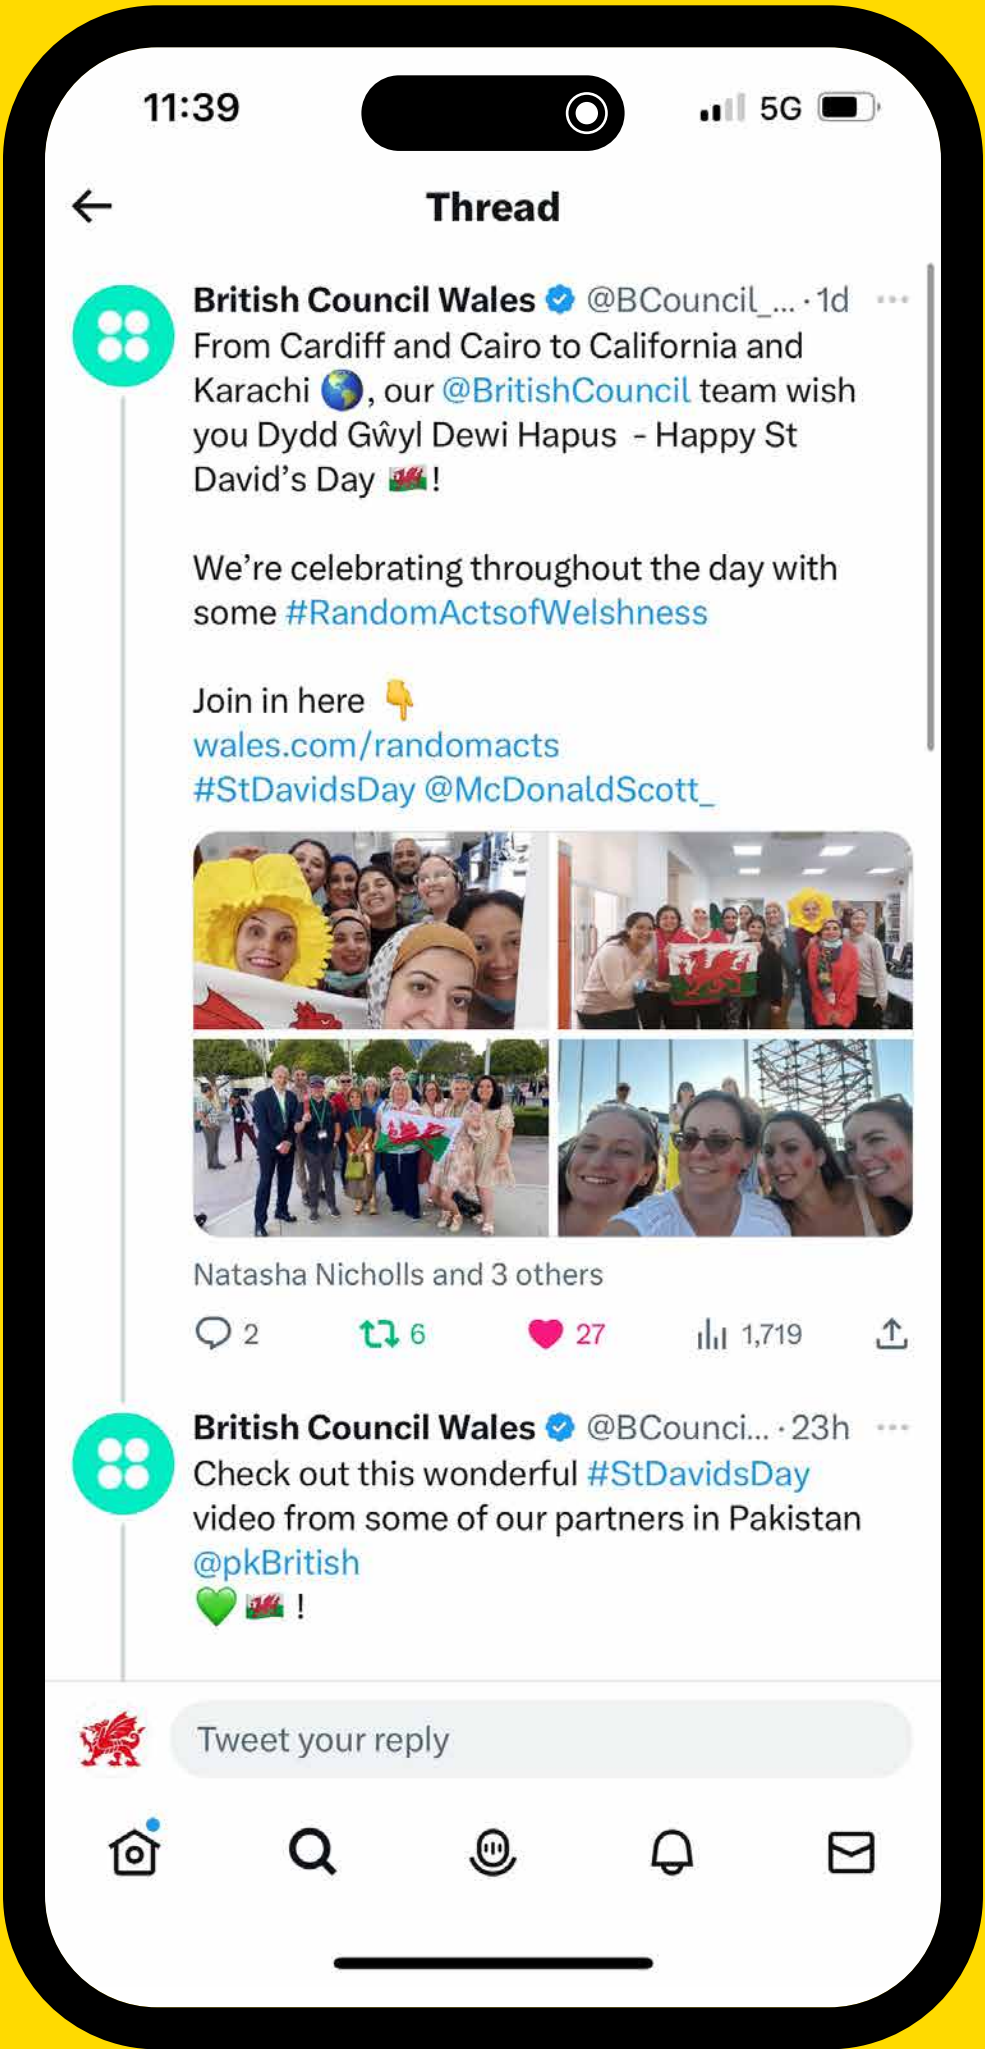 11:39
5G
Thread
British Council Wales @BCouncil_... · 1d
From Cardiff and Cairo to California and
Karachi 🌎, our @BritishCouncil team wish
you Dydd Gŵyl Dewi Hapus - Happy St
David’s Day 🏴󠁧󠁢󠁷󠁬󠁳󠁿!
We’re celebrating throughout the day with
some #RandomActsofWelshness
Join in here 👇
wales.com/randomacts
#StDavidsDay @McDonaldScott_
Natasha Nicholls and 3 others
2 6 27 1,719
British Council Wales @BCounci... · 23h
Check out this wonderful #StDavidsDay
video from some of our partners in Pakistan
@pkBritish
💚 🏴󠁧󠁢󠁷󠁬󠁳󠁿 !
Tweet your reply